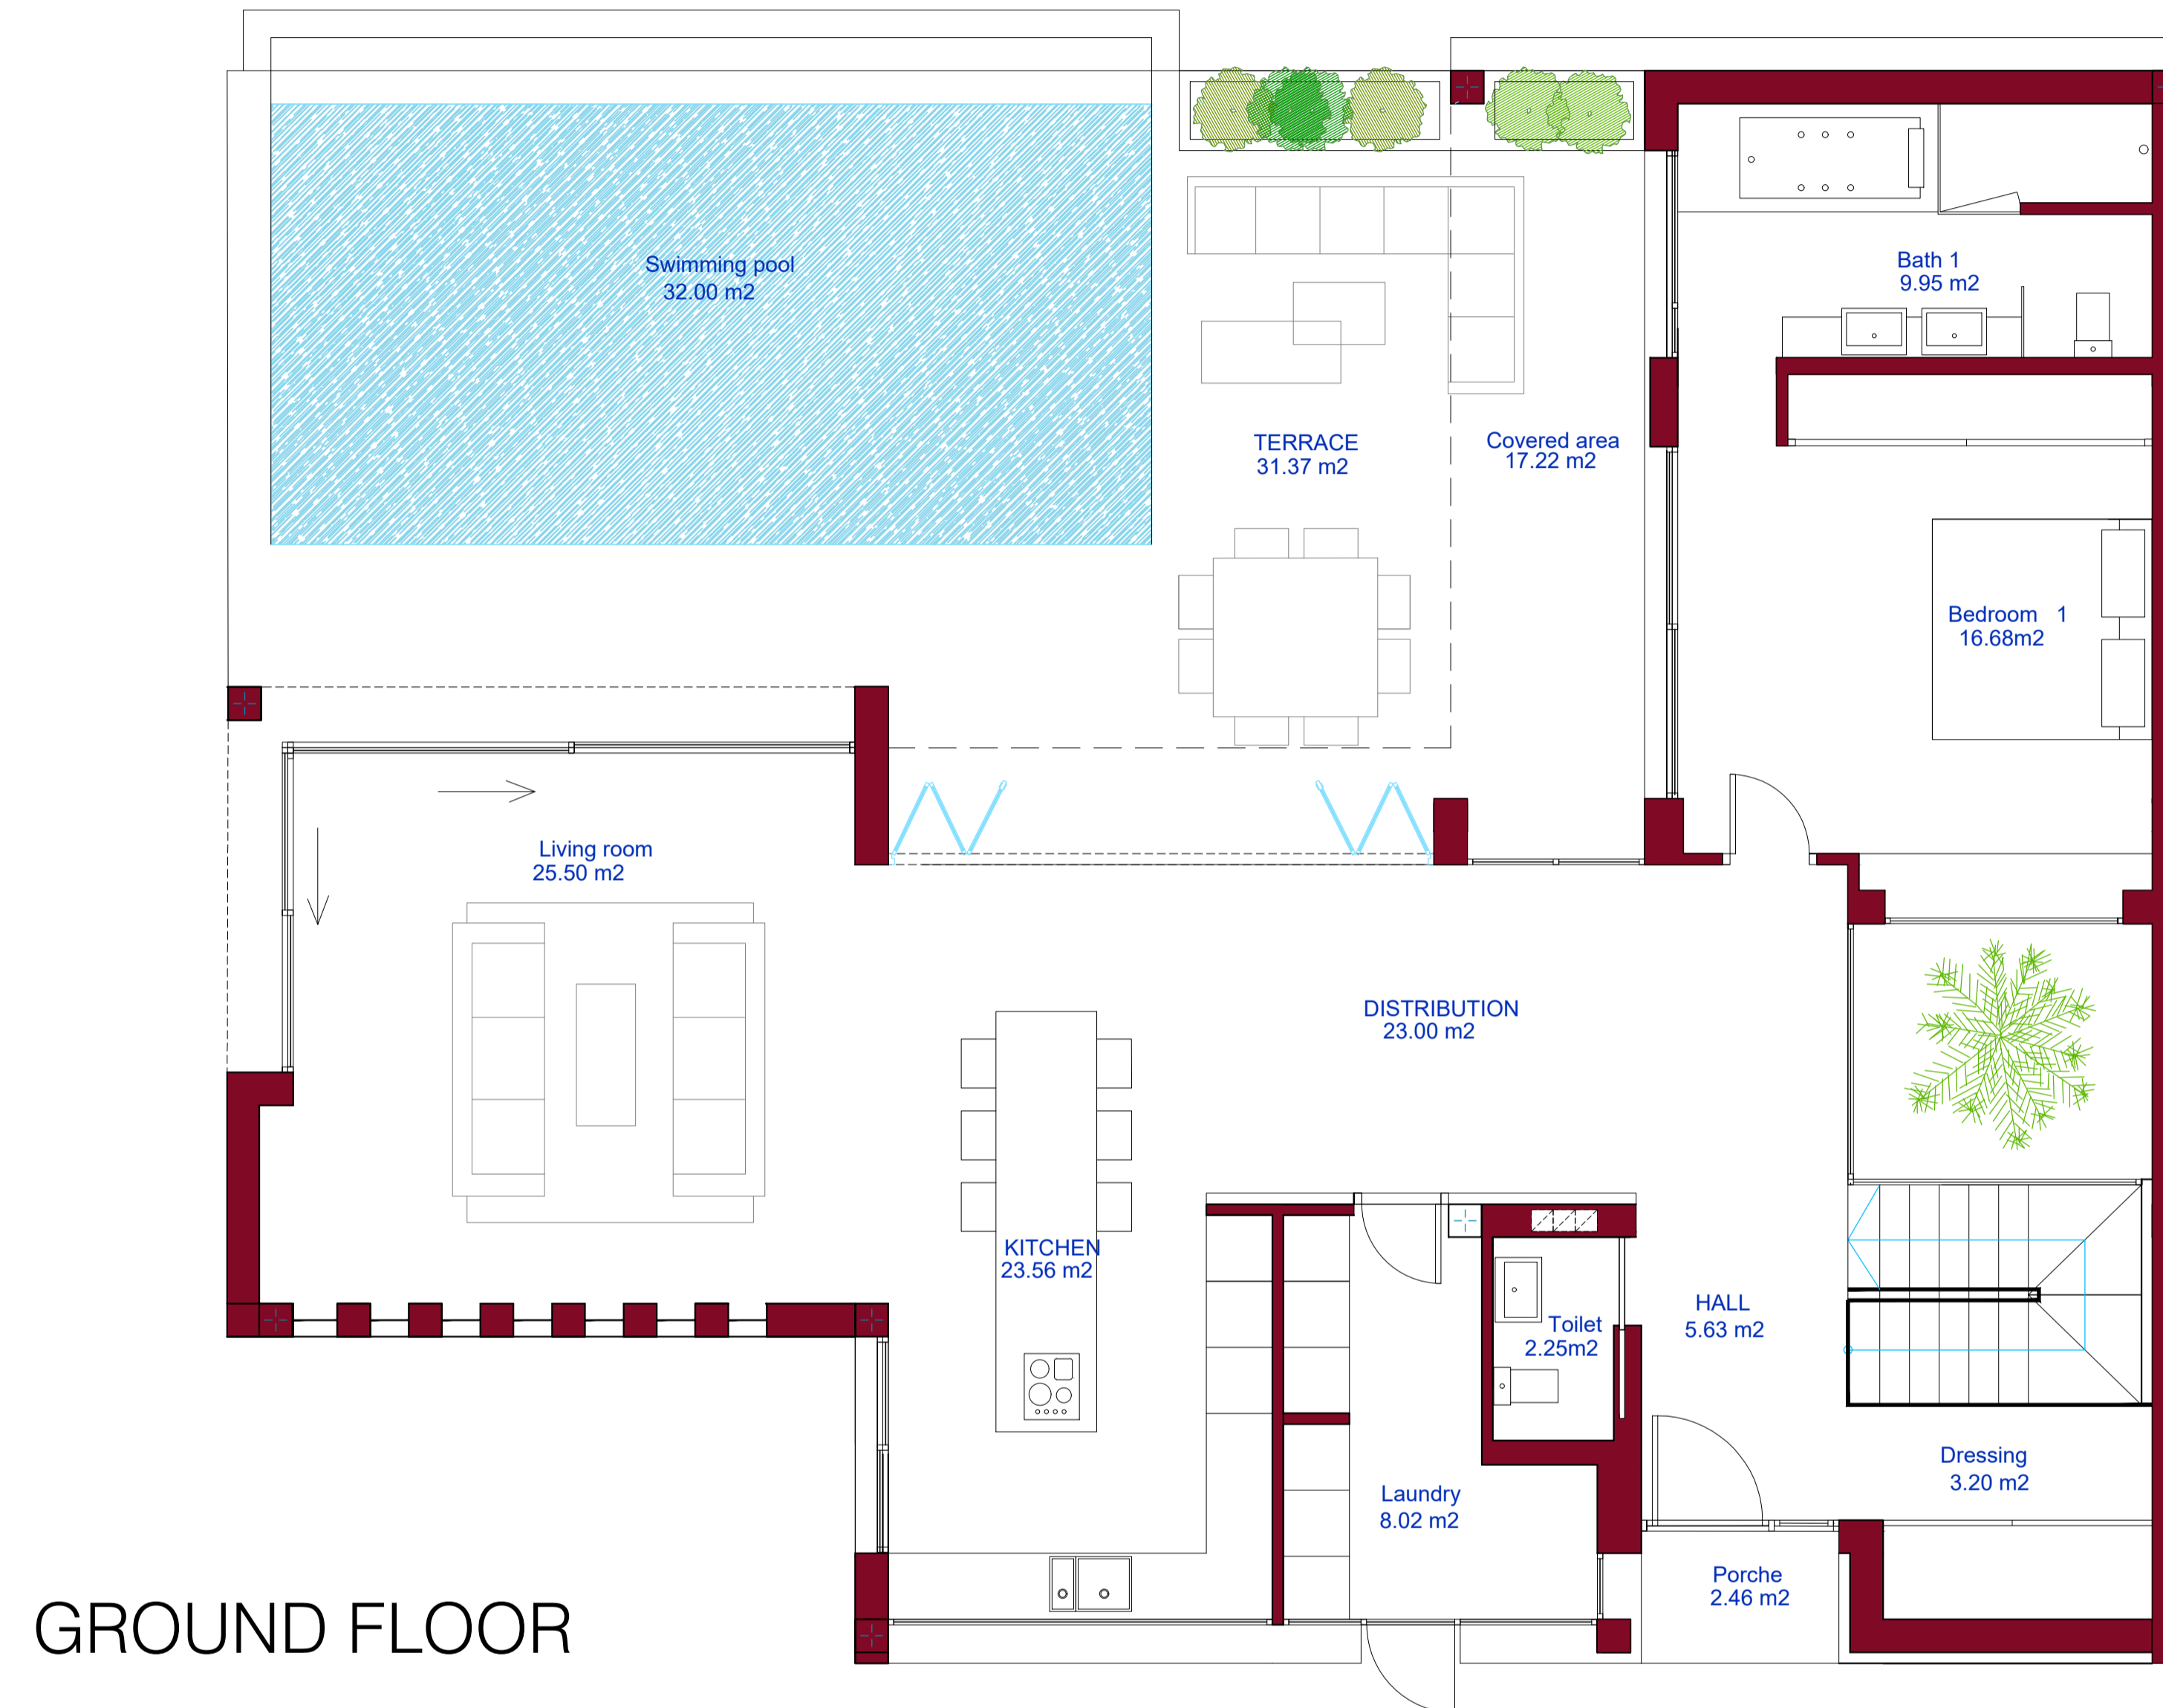 Swimming pool
32.00 m2
Bath 1
9.95 m2
TERRACE
31.37 m2
Covered area
17.22 m2
Bedroom 1
16.68m2
Living room
25.50 m2
DISTRIBUTION
23.00 m2
KITCHEN
23.56 m2
Toilet
2.25m2
HALL
5.63 m2
Dressing
3.20 m2
Laundry
8.02 m2
Porche
2.46 m2
GROUND FLOOR